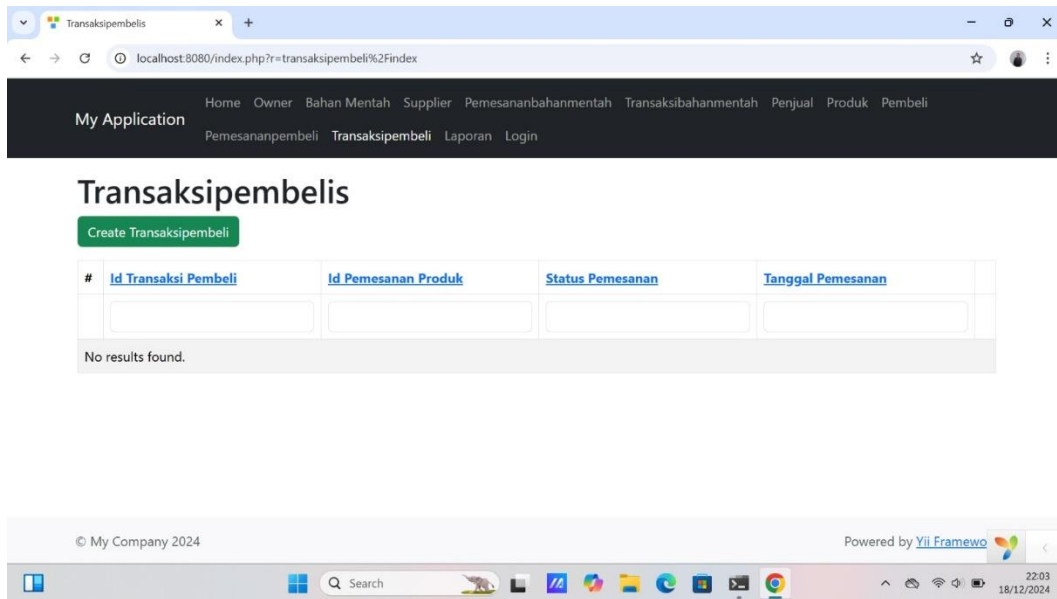 Transaksipembelis
localhost:8080/index.php?r=transaksipembeli%2Findex
My Application
Home Owner Bahan Mentah Supplier Pemesananbahanmentah Transaksibahanmentah Penjual Produk Pembeli
Pemesananpembeli Transaksipembeli Laporan Login
Transaksipembelis
Create Transaksipembeli
# Id Transaksi Pembeli Id Pemesanan Produk Status Pemesanan Tanggal Pemesanan
No results found.
© My Company 2024 Powered by Yii Framewo
Search
22:03
18/12/2024